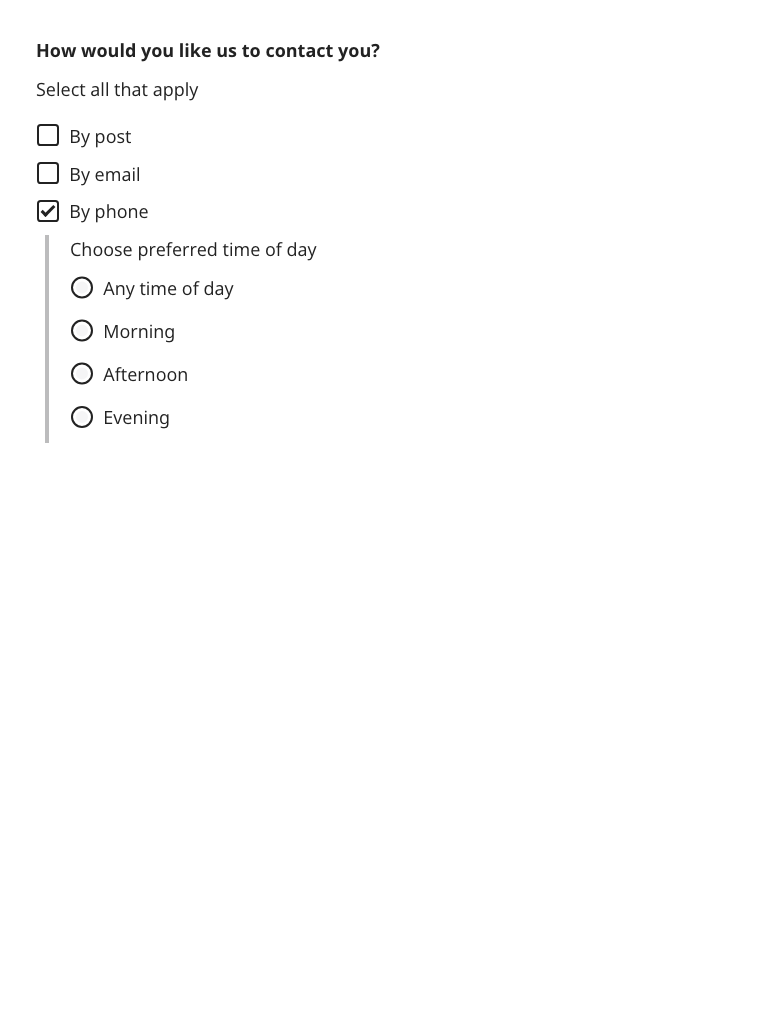 How would you like us to contact you?
Select all that apply
By post
By email
By phone
Choose preferred time of day
Any time of day
Morning
Afternoon
Evening